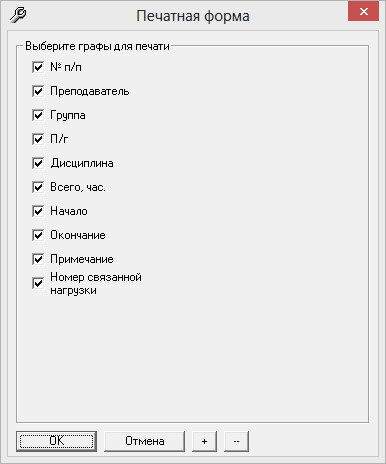 Печатная форма
Выберите графы для печати
№ п/п
Преподаватель
Группа
П/г
Дисциплина
Всего, час.
Начало
Окончание
Примечание
Номер связанной
нагрузки
OK
Отмена
+
--